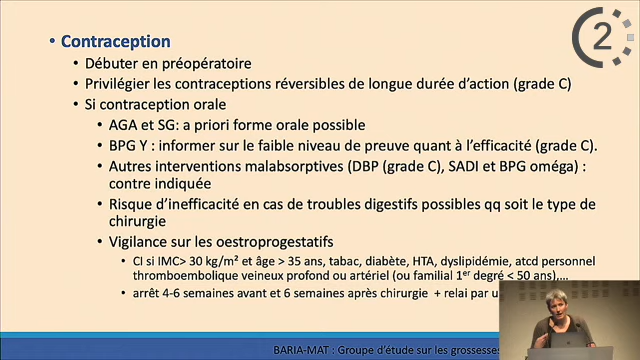 2
• Contraception
• Débuter en préopératoire
• Privilégier les contraceptions réversibles de longue durée d'action (grade C)
• Si contraception orale
• AGA et SG: a priori forme orale possible
• BPG Y : informer sur le faible niveau de preuve quant à l'efficacité (grade C).
• Autres interventions malabsorptives (DBP (grade C), SADI et BPG oméga) :
contre indiquée
• Risque d'inefficacité en cas de troubles digestifs possibles qq soit le type de
chirurgie
• Vigilance sur les oestroprogestatifs
• CI si IMC> 30 kg/m² et âge > 35 ans, tabac, diabète, HTA, dyslipidémie, atcd personnel
thromboembolique veineux profond ou artériel (ou familial 1er degré < 50 ans),...
• arrêt 4-6 semaines avant et 6 semaines après chirurgie + relai par
BARIA-MAT : Groupe d'étude sur les grossesses